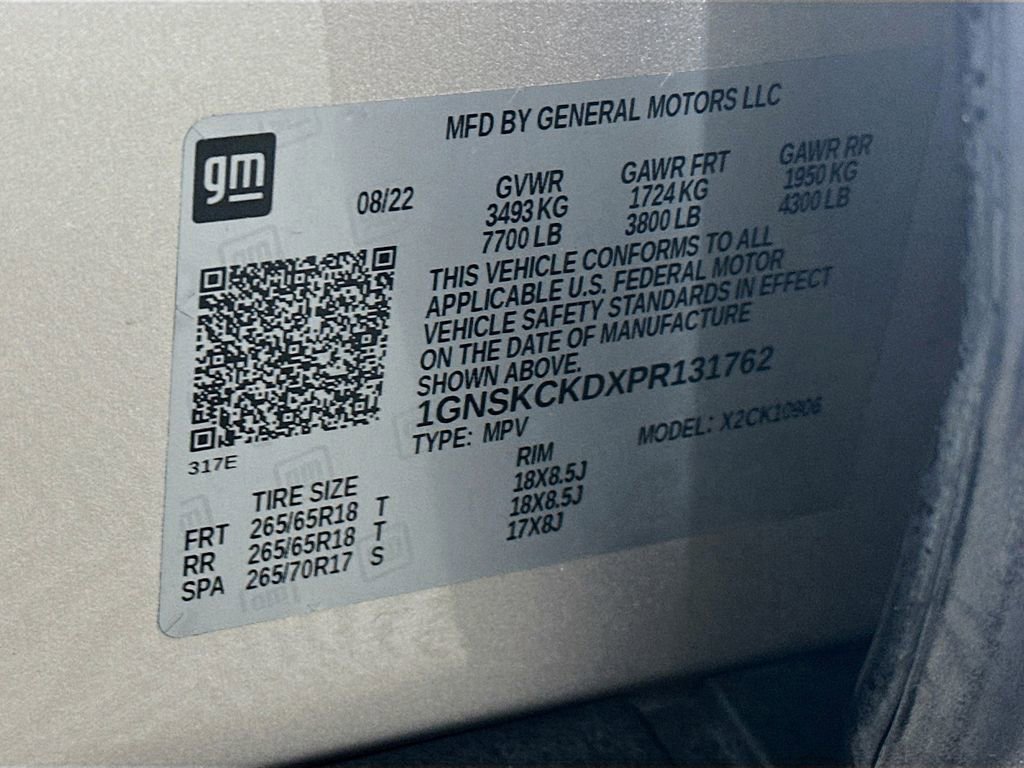 MFD BY GENERAL MOTORS LLC
gm
08/22
GVWR GAWR FRT GAWR RR
3493 KG 1724 KG 1950 KG
7700 LB 3800 LB 4300 LB
THIS VEHICLE CONFORMS TO ALL
APPLICABLE U.S. FEDERAL MOTOR
VEHICLE SAFETY STANDARDS IN EFFECT
ON THE DATE OF MANUFACTURE
SHOWN ABOVE.
1GNSKCKDXPR131762
TYPE: MPV MODEL: X2CK10906
317E
TIRE SIZE RIM
FRT 265/65R18 T 18X8.5J
RR 265/65R18 T 18X8.5J
SPA 265/70R17 S 17X8J